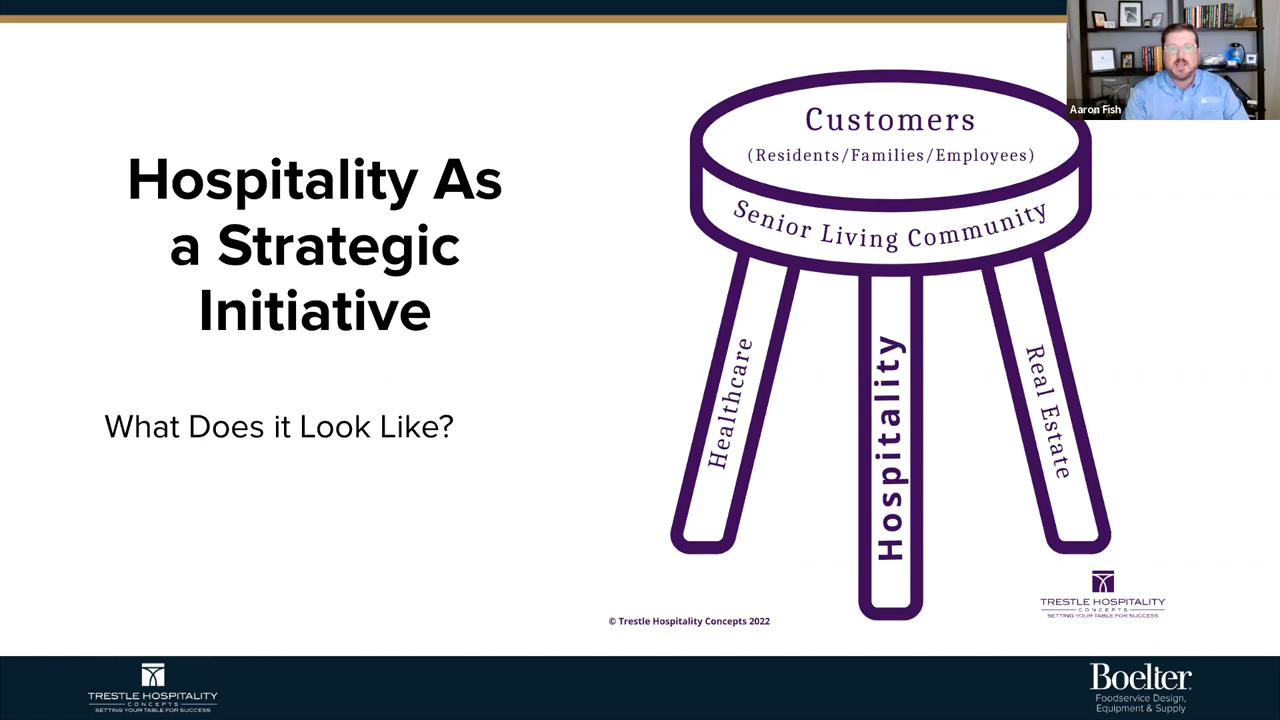 Aaron Fish
Hospitality As
a Strategic
Initiative
What Does it Look Like?
Customers
(Residents/Families/Employees)
Senior Living Community
Healthcare
Hospitality
Real Estate
TRESTLE HOSPITALITY
CONCEPTS
SETTING YOUR TABLE FOR SUCCESS
© Trestle Hospitality Concepts 2022
TRESTLE HOSPITALITY
CONCEPTS
SETTING YOUR TABLE FOR SUCCESS
Boelter®
Foodservice Design,
Equipment & Supply